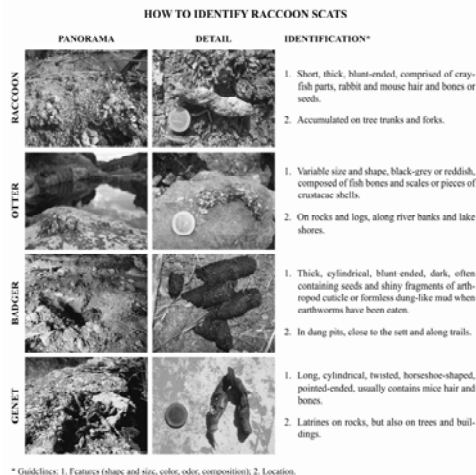 HOW TO IDENTIFY RACCOON SCATS
PANORAMA
DETAIL
IDENTIFICATION*
RACCOON
1. Short, thick, blunt-ended, comprised of cray-
fish parts, rabbit and mouse hair and bones or
seeds.
2. Accumulated on tree trunks and forks.
OTTER
1. Variable size and shape, black-grey or reddish,
composed of fish bones and scales or pieces of
crustacae shells.
2. On rocks and logs, along river banks and lake
shores.
BADGER
1. Thick, cylindrical, blunt-ended, dark, often
containing seeds and shiny fragments of arth-
ropod cuticle or formless dung-like mud when
earthworms have been eaten.
2. In dung pits, close to the sett and along trails.
GENET
1. Long, cylindrical, twisted, horseshoe-shaped,
pointed-ended, usually contains mice hair and
bones.
2. Latrines on rocks, but also on trees and buil-
dings.
* Guidelines: 1. Features (shape and size, color, odor, composition); 2. Location.